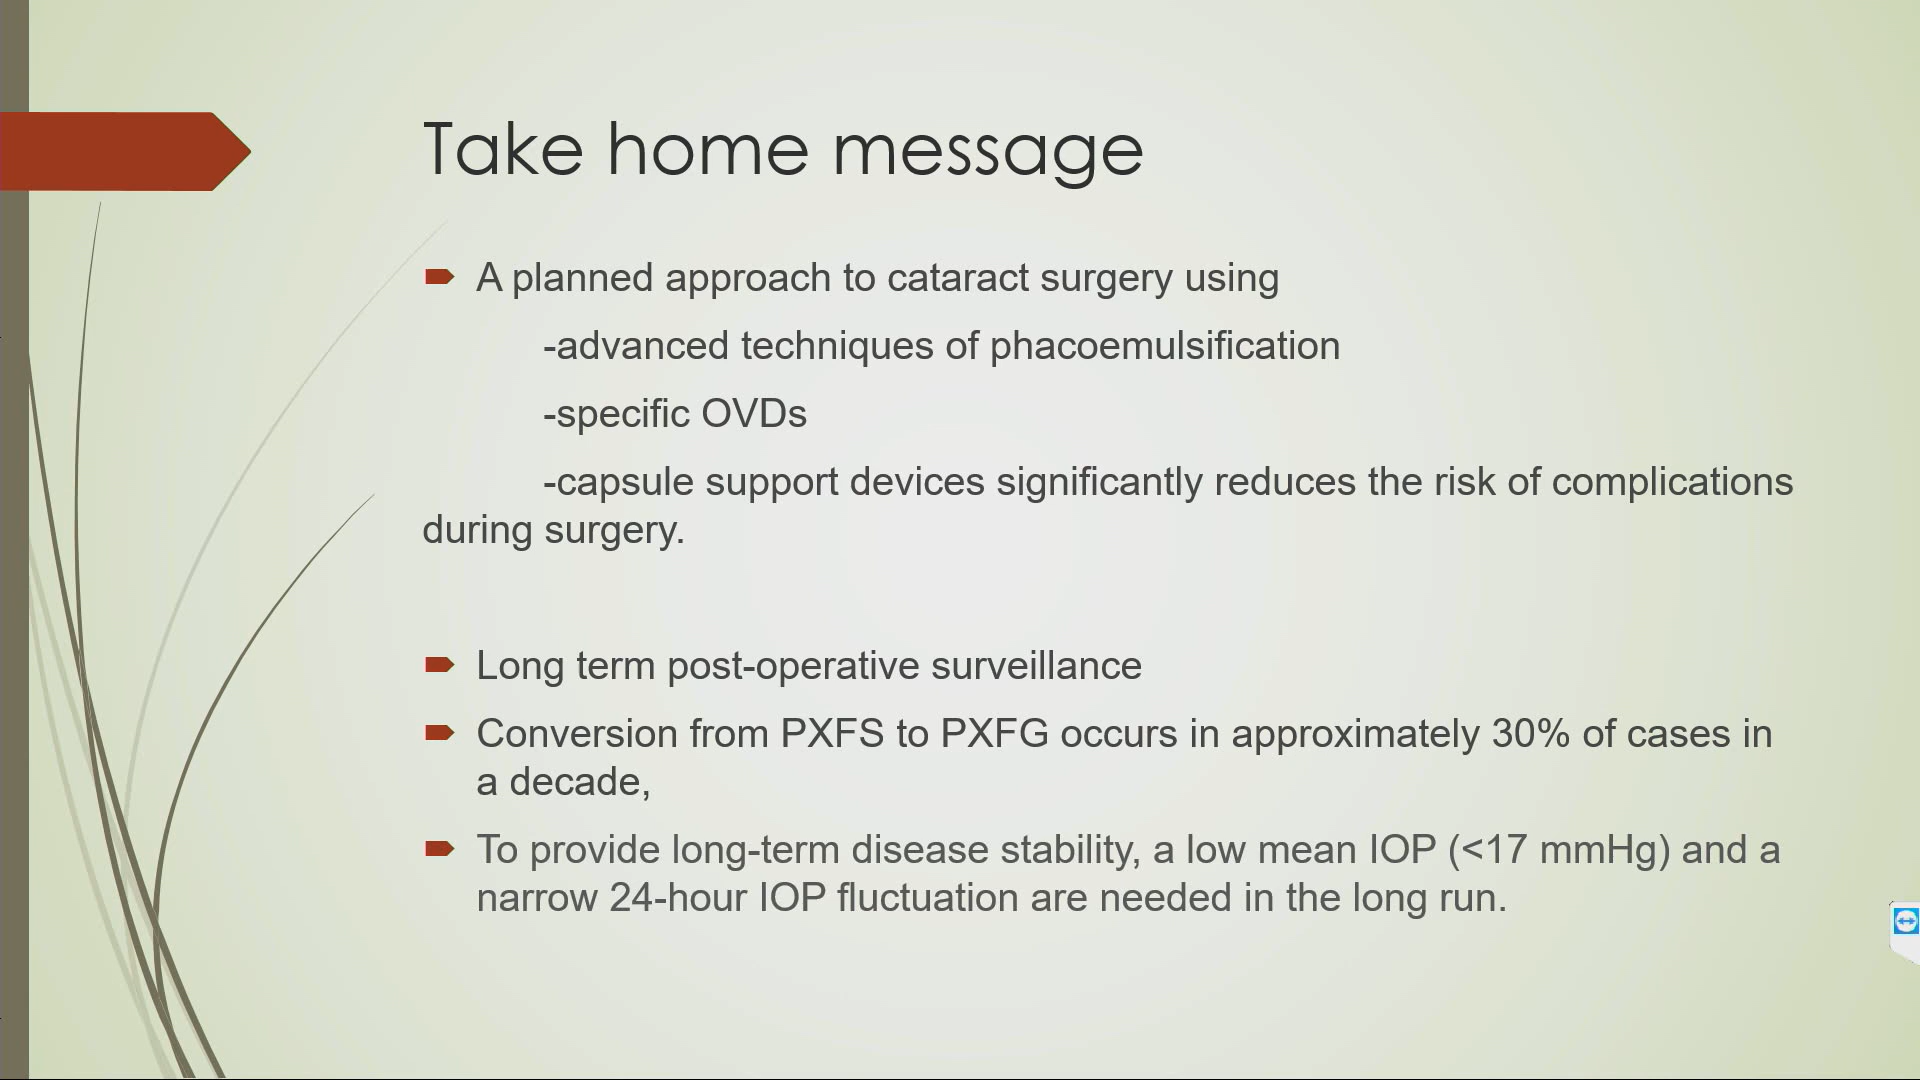 Take home message
A planned approach to cataract surgery using
-advanced techniques of phacoemulsification
-specific OVDs
-capsule support devices significantly reduces the risk of complications
during surgery.
Long term post-operative surveillance
Conversion from PXFS to PXFG occurs in approximately 30% of cases in
a decade,
To provide long-term disease stability, a low mean IOP (<17 mmHg) and a
narrow 24-hour IOP fluctuation are needed in the long run.